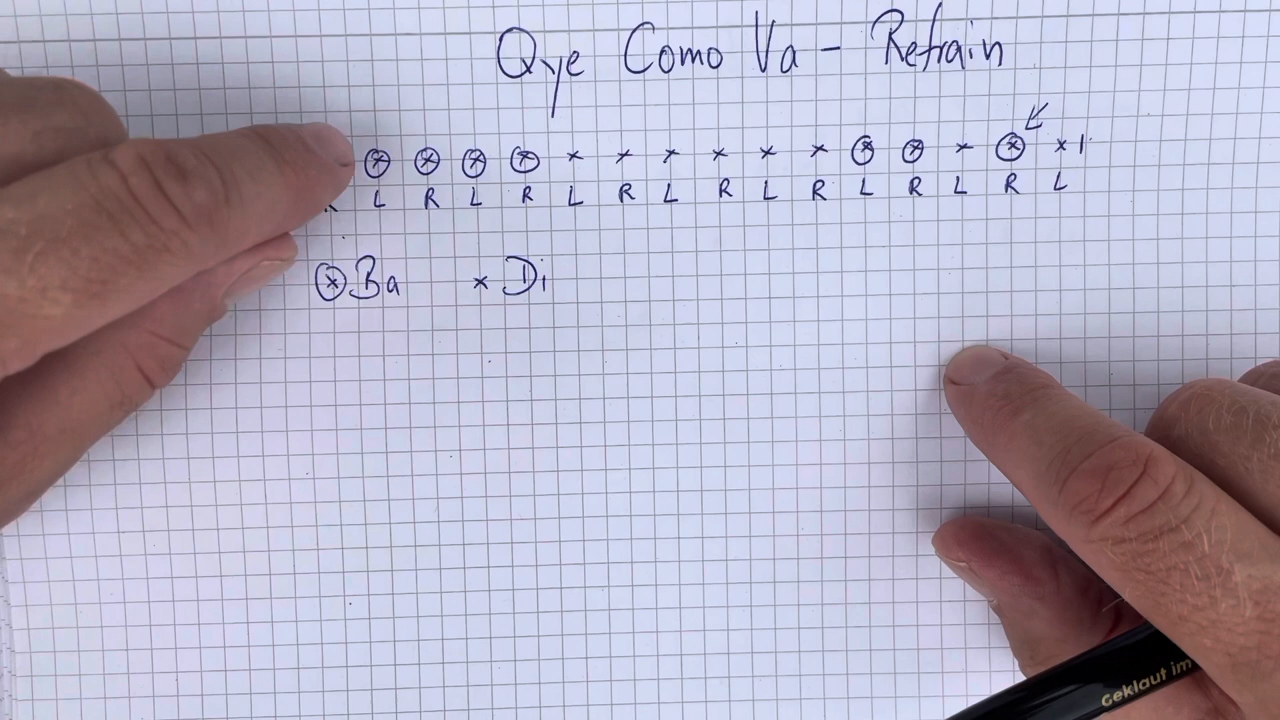 Oye Como Va - Refrain
ⓧ ⓧ ⓧ ⓧ x x x x x x ⓧ ⓧ x ⓧ x
L R L R L R L R L R L R L R L
ⓧ Ba x Di
Geklaut im